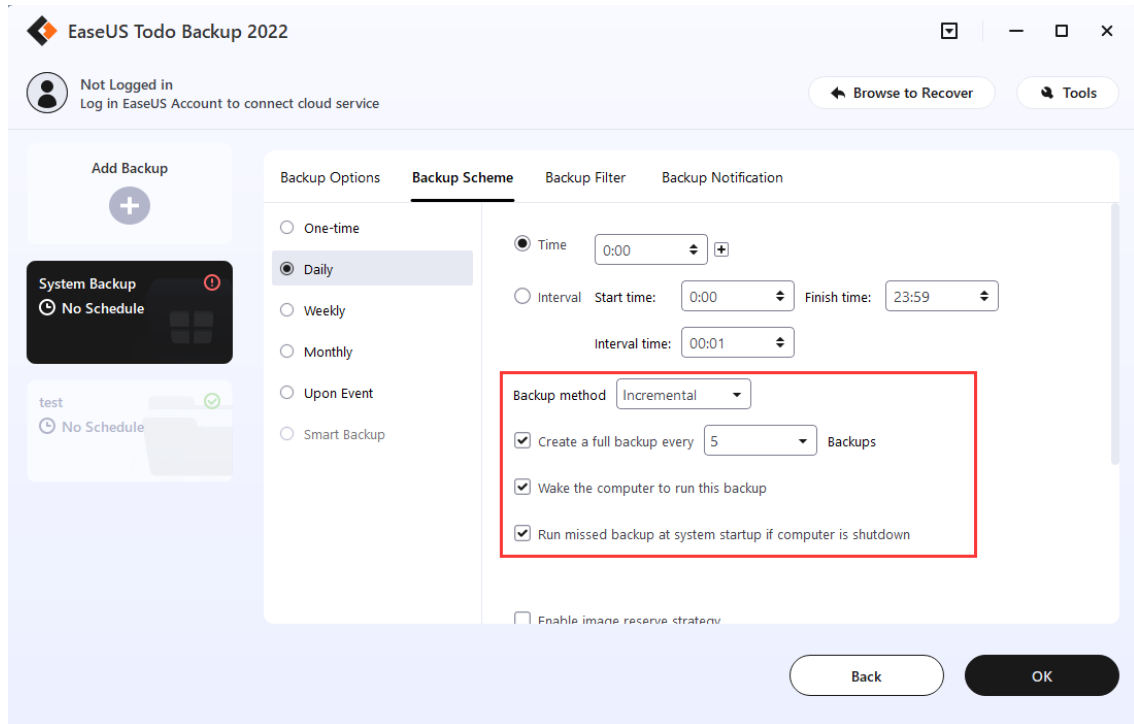 EaseUS Todo Backup 2022
Not Logged in
Log in EaseUS Account to connect cloud service
Browse to Recover
Tools
Add Backup
System Backup
No Schedule
test
No Schedule
Backup Options
Backup Scheme
Backup Filter
Backup Notification
One-time
Daily
Weekly
Monthly
Upon Event
Smart Backup
Time 0:00
Interval Start time: 0:00 Finish time: 23:59
Interval time: 00:01
Backup method Incremental
Create a full backup every 5 Backups
Wake the computer to run this backup
Run missed backup at system startup if computer is shutdown
Enable image reserve strategy
Back
OK